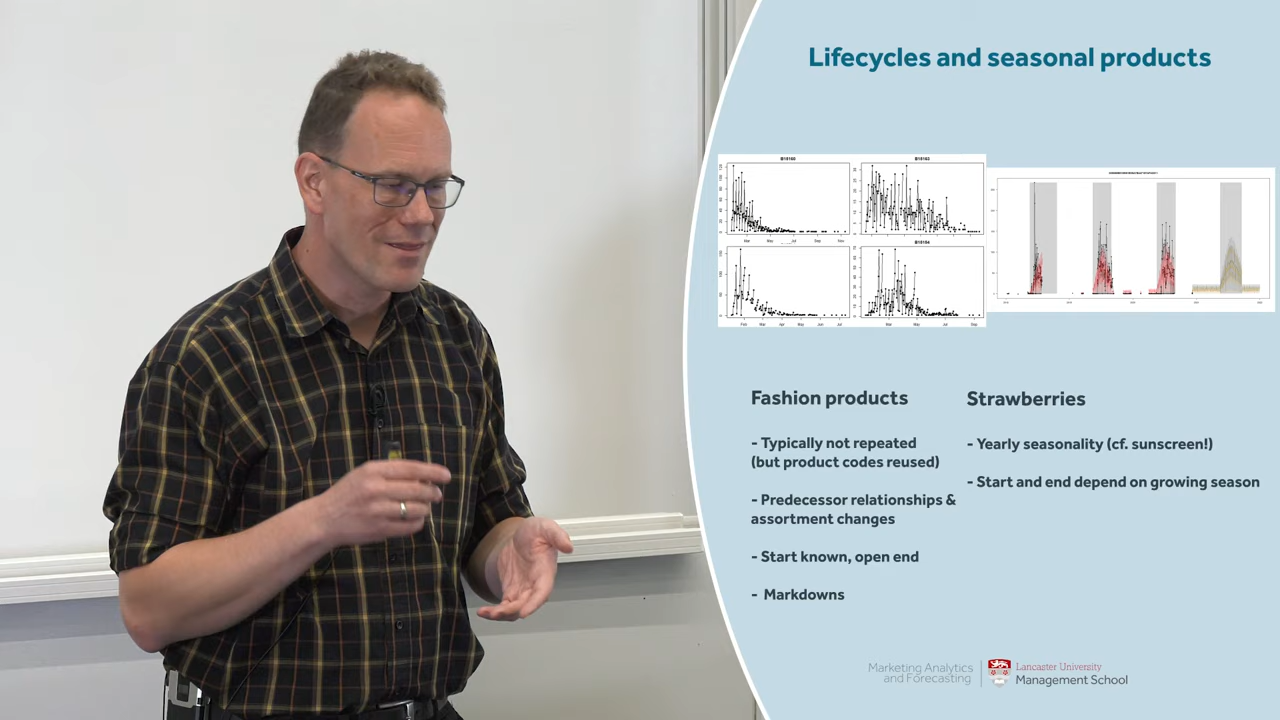 Lifecycles and seasonal products
Fashion products
- Typically not repeated
(but product codes reused)
- Predecessor relationships &
assortment changes
- Start known, open end
- Markdowns
Strawberries
- Yearly seasonality (cf. sunscreen!)
- Start and end depend on growing season
Marketing Analytics
and Forecasting
Lancaster University
Management School